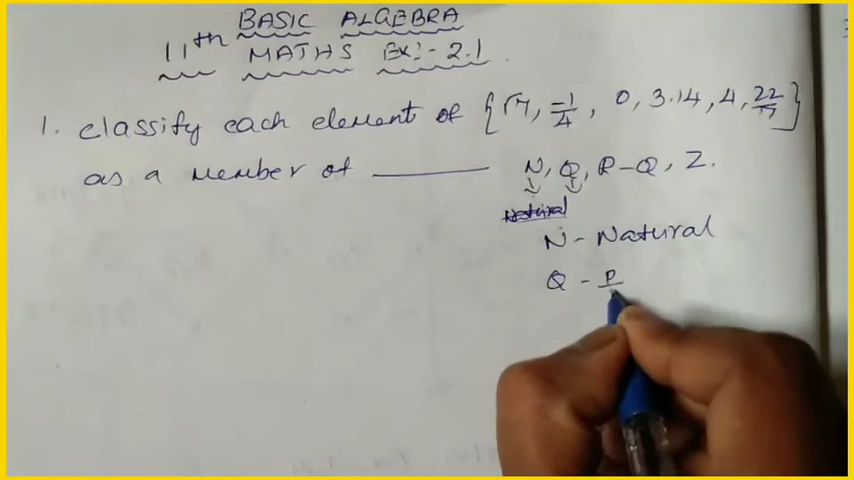 BASIC ALGEBRA
11th MATHS Ex:- 2.1
1. classify each element of {√7, -1/4, 0, 3.14, 4, 22/7}
as a member of ________ N, Q, R-Q, Z.
N - Natural
Q - P